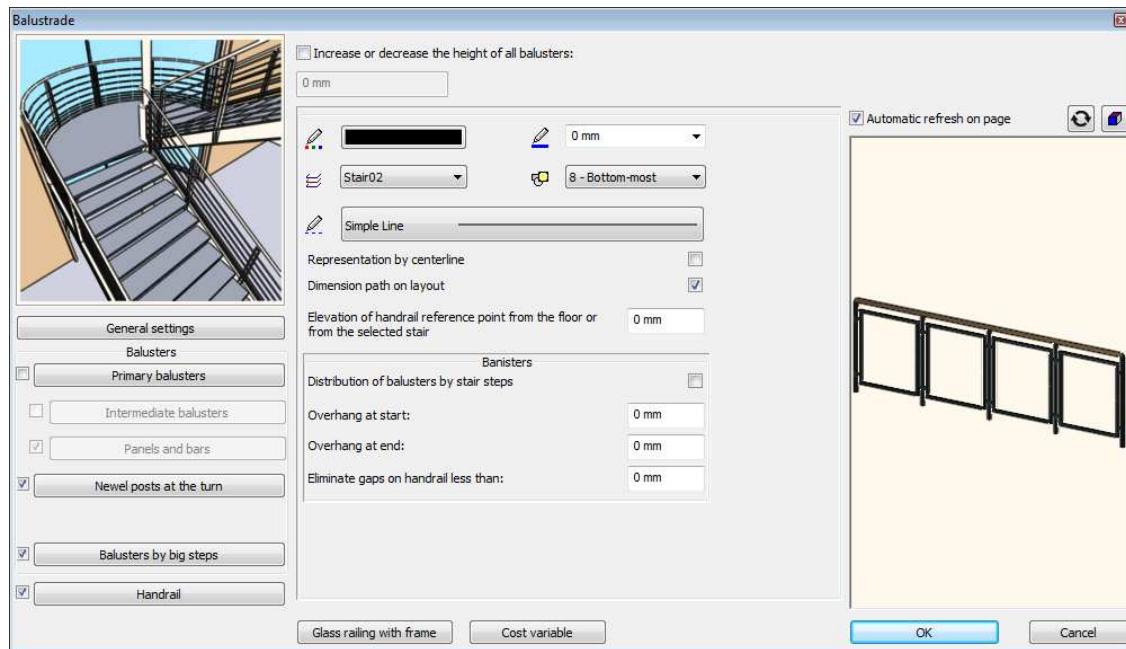 Balustrade
Increase or decrease the height of all balusters:
0 mm
Automatic refresh on page
0 mm
Stair02
8 - Bottom-most
Simple Line
Representation by centerline
Dimension path on layout
Elevation of handrail reference point from the floor or
from the selected stair
0 mm
Banisters
Distribution of balusters by stair steps
Overhang at start:
0 mm
Overhang at end:
0 mm
Eliminate gaps on handrail less than:
0 mm
General settings
Balusters
Primary balusters
Intermediate balusters
Panels and bars
Newel posts at the turn
Balusters by big steps
Handrail
Glass railing with frame
Cost variable
OK
Cancel